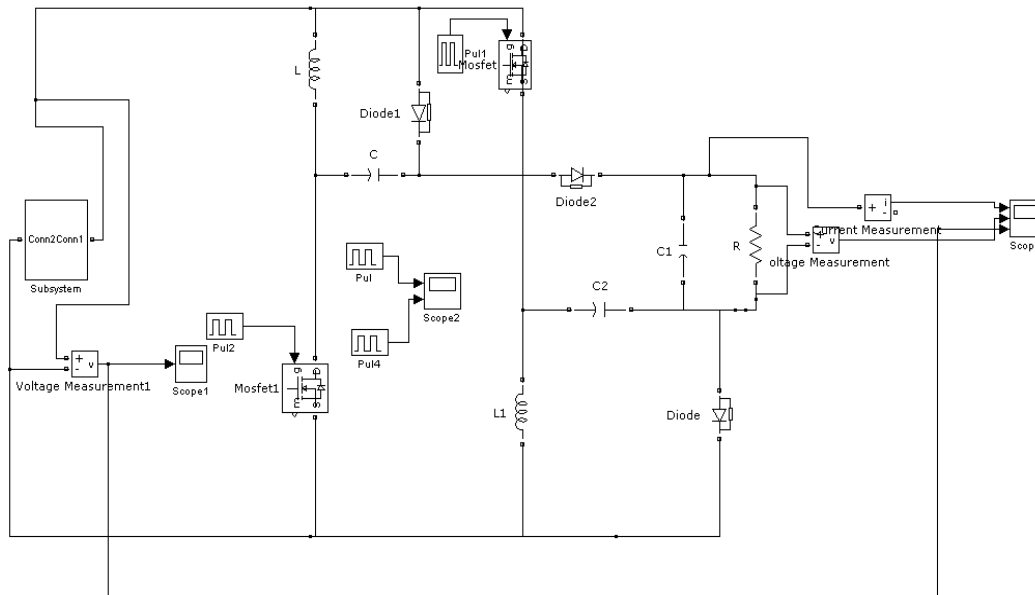 Pul1
Mosfet
g
D
m
S
L
Diode1
C
Diode2
Conn2Conn1
Subsystem
+
i
-
Current Measurement
Scop
+
v
-
oltage Measurement
C1
R
Pul
Scope2
C2
Pul2
Pul4
+
v
-
Voltage Measurement1
Scope1
Mosfet1
g
D
m
S
L1
Diode